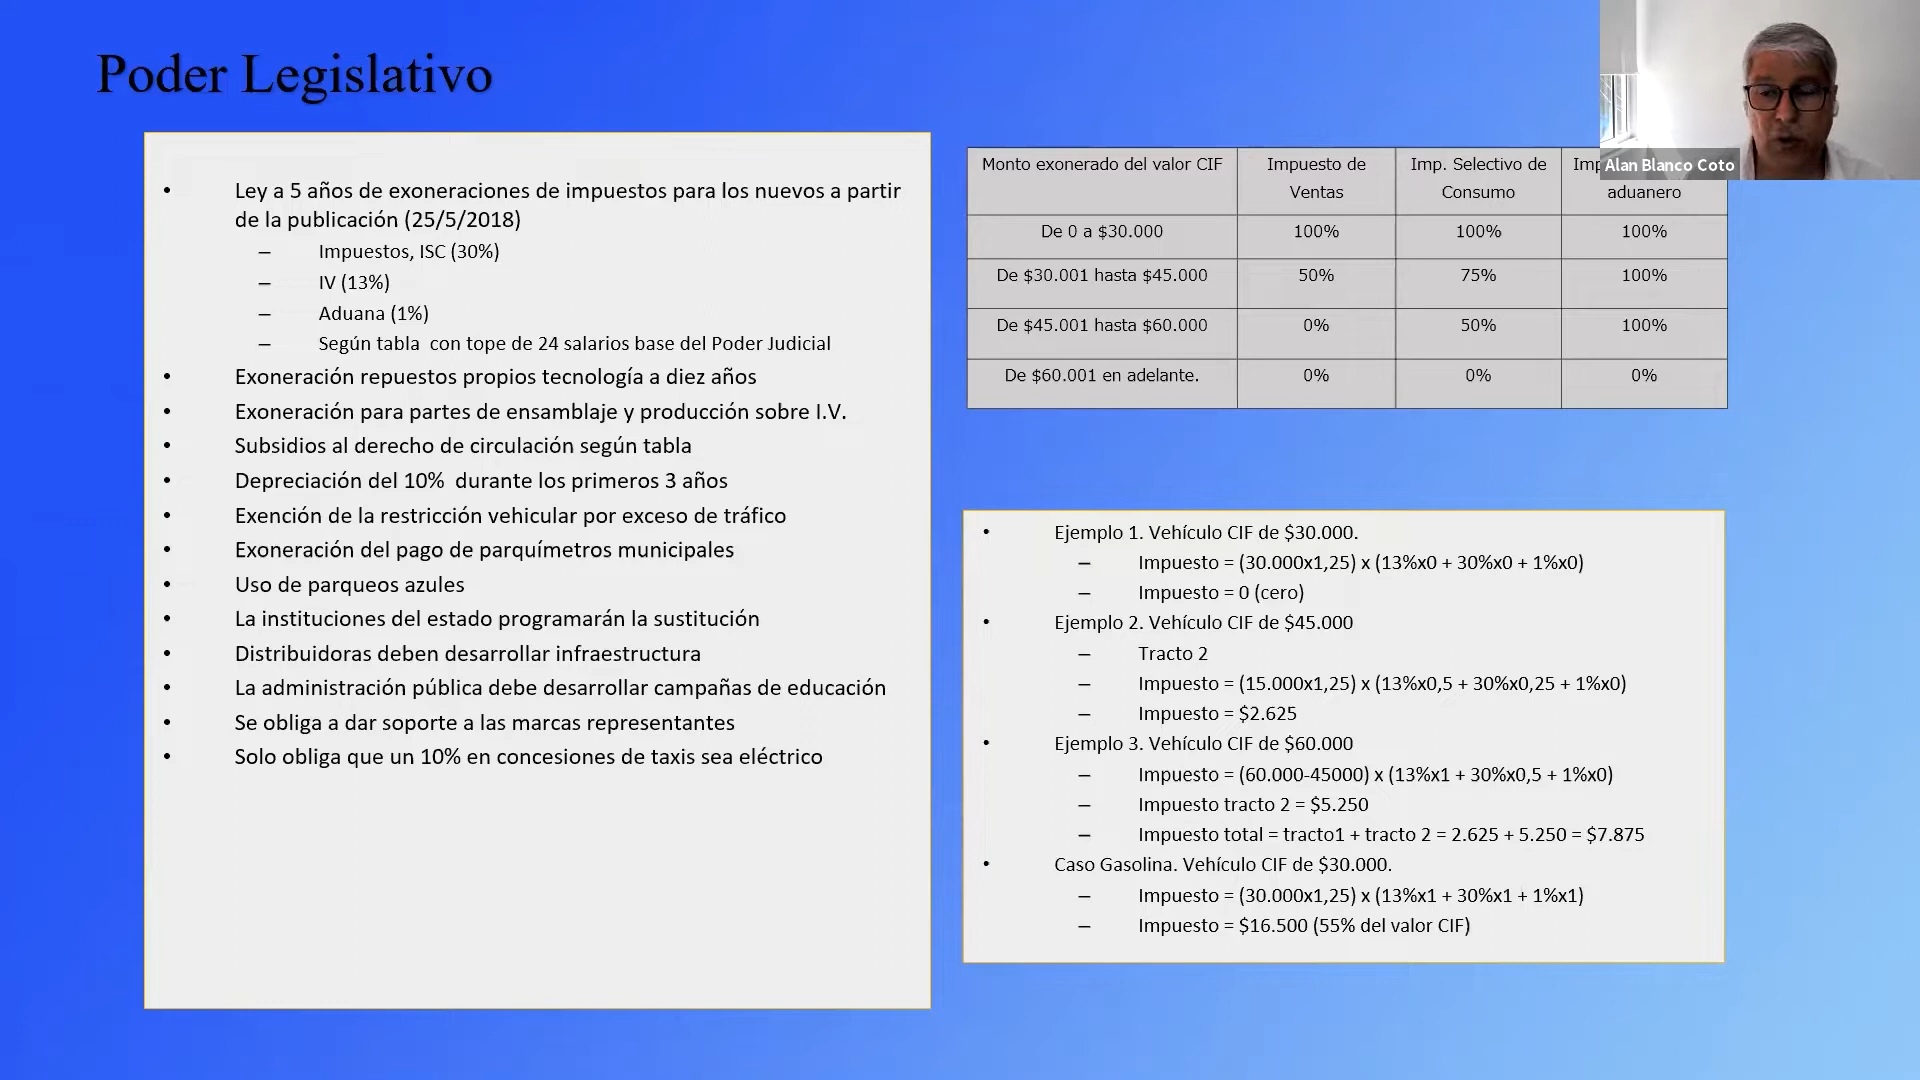 Poder Legislativo
• Ley a 5 años de exoneraciones de impuestos para los nuevos a partir
de la publicación (25/5/2018)
– Impuestos, ISC (30%)
– IV (13%)
– Aduana (1%)
– Según tabla con tope de 24 salarios base del Poder Judicial
• Exoneración repuestos propios tecnología a diez años
• Exoneración para partes de ensamblaje y producción sobre I.V.
• Subsidios al derecho de circulación según tabla
• Depreciación del 10% durante los primeros 3 años
• Exención de la restricción vehicular por exceso de tráfico
• Exoneración del pago de parquímetros municipales
• Uso de parqueos azules
• La instituciones del estado programarán la sustitución
• Distribuidoras deben desarrollar infraestructura
• La administración pública debe desarrollar campañas de educación
• Se obliga a dar soporte a las marcas representantes
• Solo obliga que un 10% en concesiones de taxis sea eléctrico
Alan Blanco Coto
Monto exonerado del valor CIF Impuesto de Imp. Selectivo de
Ventas Consumo aduanero
De 0 a $30.000 100% 100% 100%
De $30.001 hasta $45.000 50% 75% 100%
De $45.001 hasta $60.000 0% 50% 100%
De $60.001 en adelante. 0% 0% 0%
• Ejemplo 1. Vehículo CIF de $30.000.
– Impuesto = (30.000x1,25) x (13%x0 + 30%x0 + 1%x0)
– Impuesto = 0 (cero)
• Ejemplo 2. Vehículo CIF de $45.000
– Tracto 2
– Impuesto = (15.000x1,25) x (13%x0,5 + 30%x0,25 + 1%x0)
– Impuesto = $2.625
• Ejemplo 3. Vehículo CIF de $60.000
– Impuesto = (60.000-45000) x (13%x1 + 30%x0,5 + 1%x0)
– Impuesto tracto 2 = $5.250
– Impuesto total = tracto1 + tracto 2 = 2.625 + 5.250 = $7.875
• Caso Gasolina. Vehículo CIF de $30.000.
– Impuesto = (30.000x1,25) x (13%x1 + 30%x1 + 1%x1)
– Impuesto = $16.500 (55% del valor CIF)